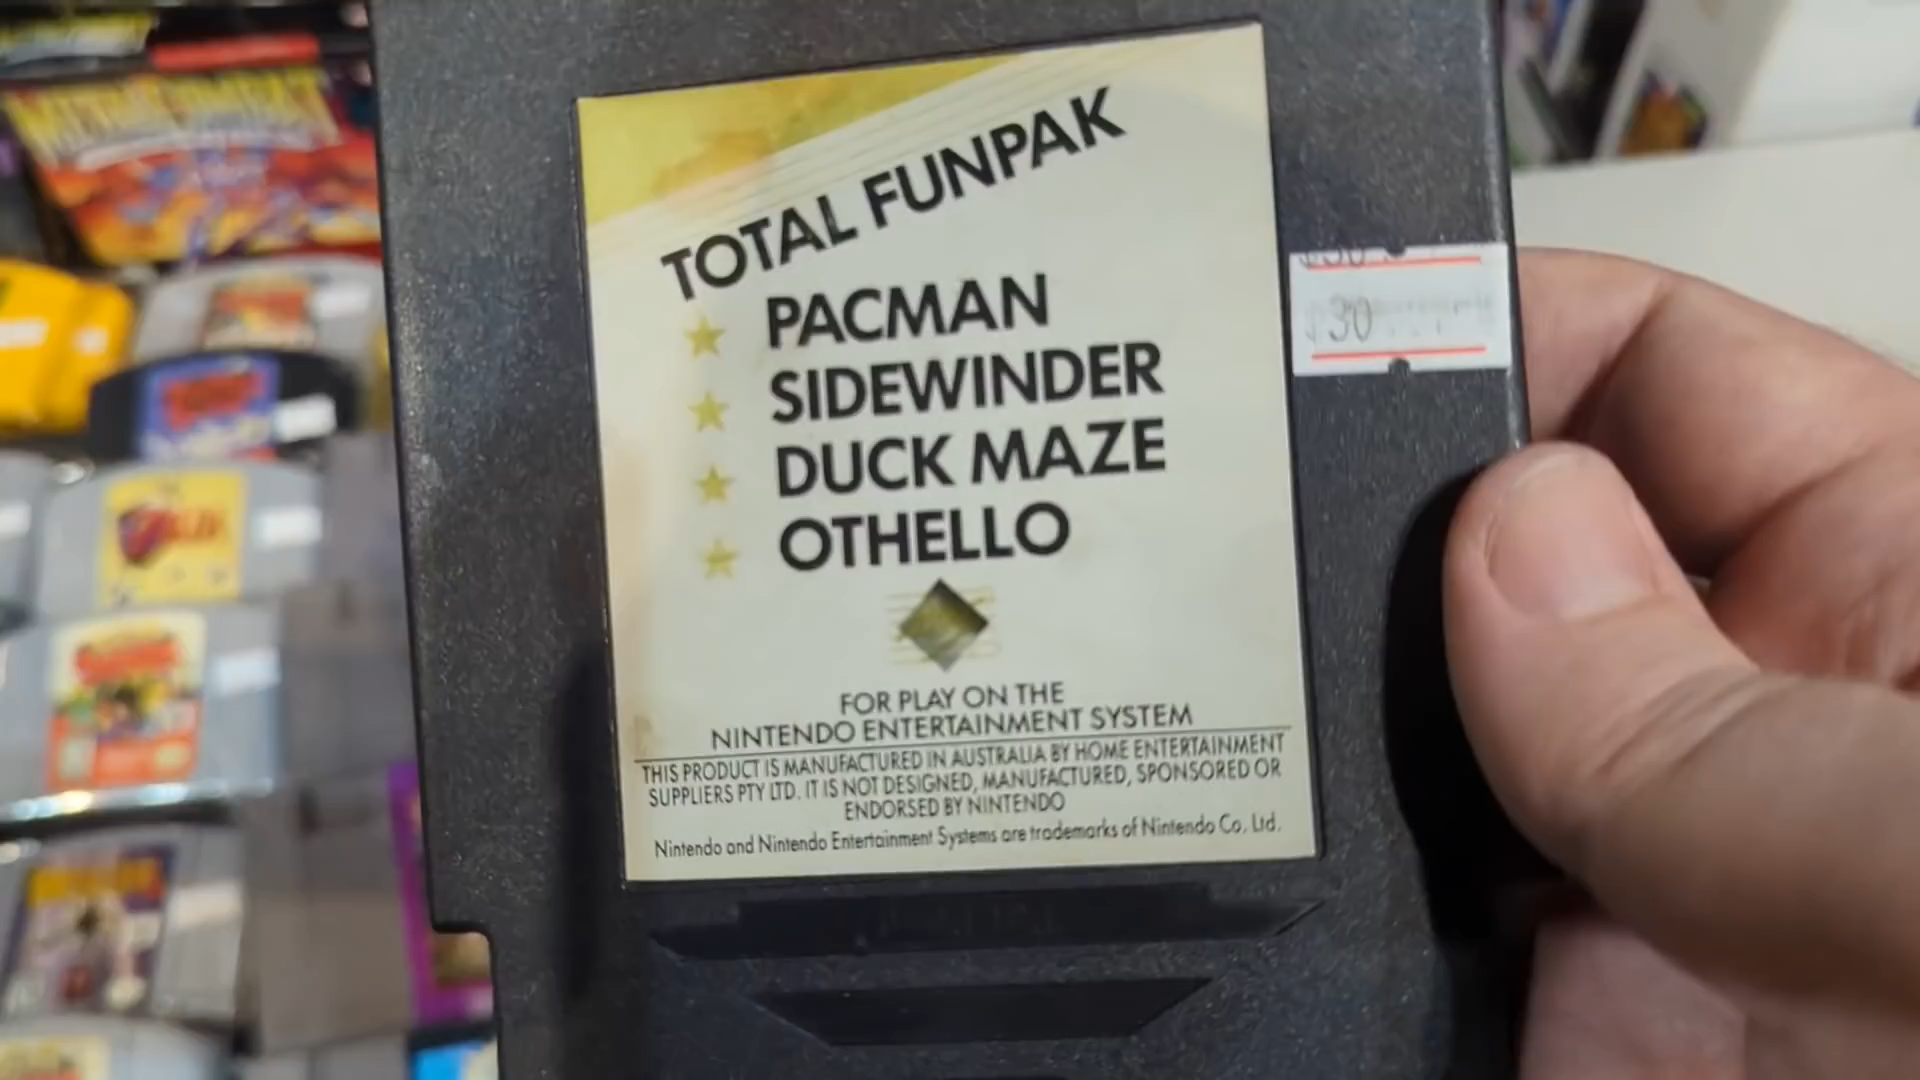 TOTAL FUNPAK
PACMAN
SIDEWINDER
DUCK MAZE
OTHELLO
FOR PLAY ON THE
NINTENDO ENTERTAINMENT SYSTEM
THIS PRODUCT IS MANUFACTURED IN AUSTRALIA BY HOME ENTERTAINMENT
SUPPLIERS PTY LTD. IT IS NOT DESIGNED, MANUFACTURED, SPONSORED OR
ENDORSED BY NINTENDO
Nintendo and Nintendo Entertainment Systems are trademarks of Nintendo Co, Ltd.
$30
ZELDA